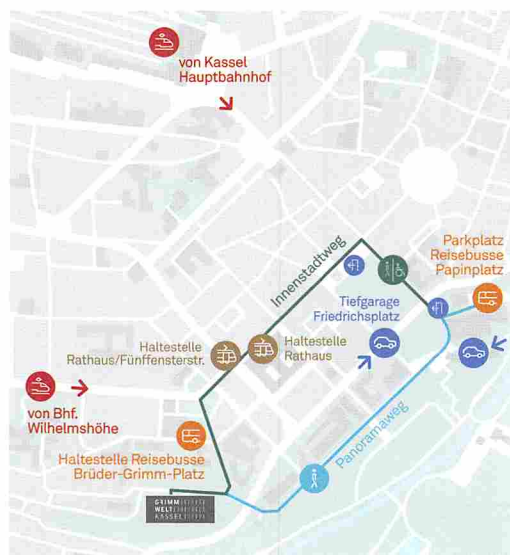 von Kassel
Hauptbahnhof
Parkplatz
Reisebusse
Papinplatz
Innenstadtweg
Tiefgarage
Friedrichsplatz
Haltestelle
Rathaus/Fünffensterstr.
Haltestelle
Rathaus
von Bhf.
Wilhelmshöhe
Haltestelle Reisebusse
Brüder-Grimm-Platz
Panoramaweg
GRIMM
WELT
KASSEL